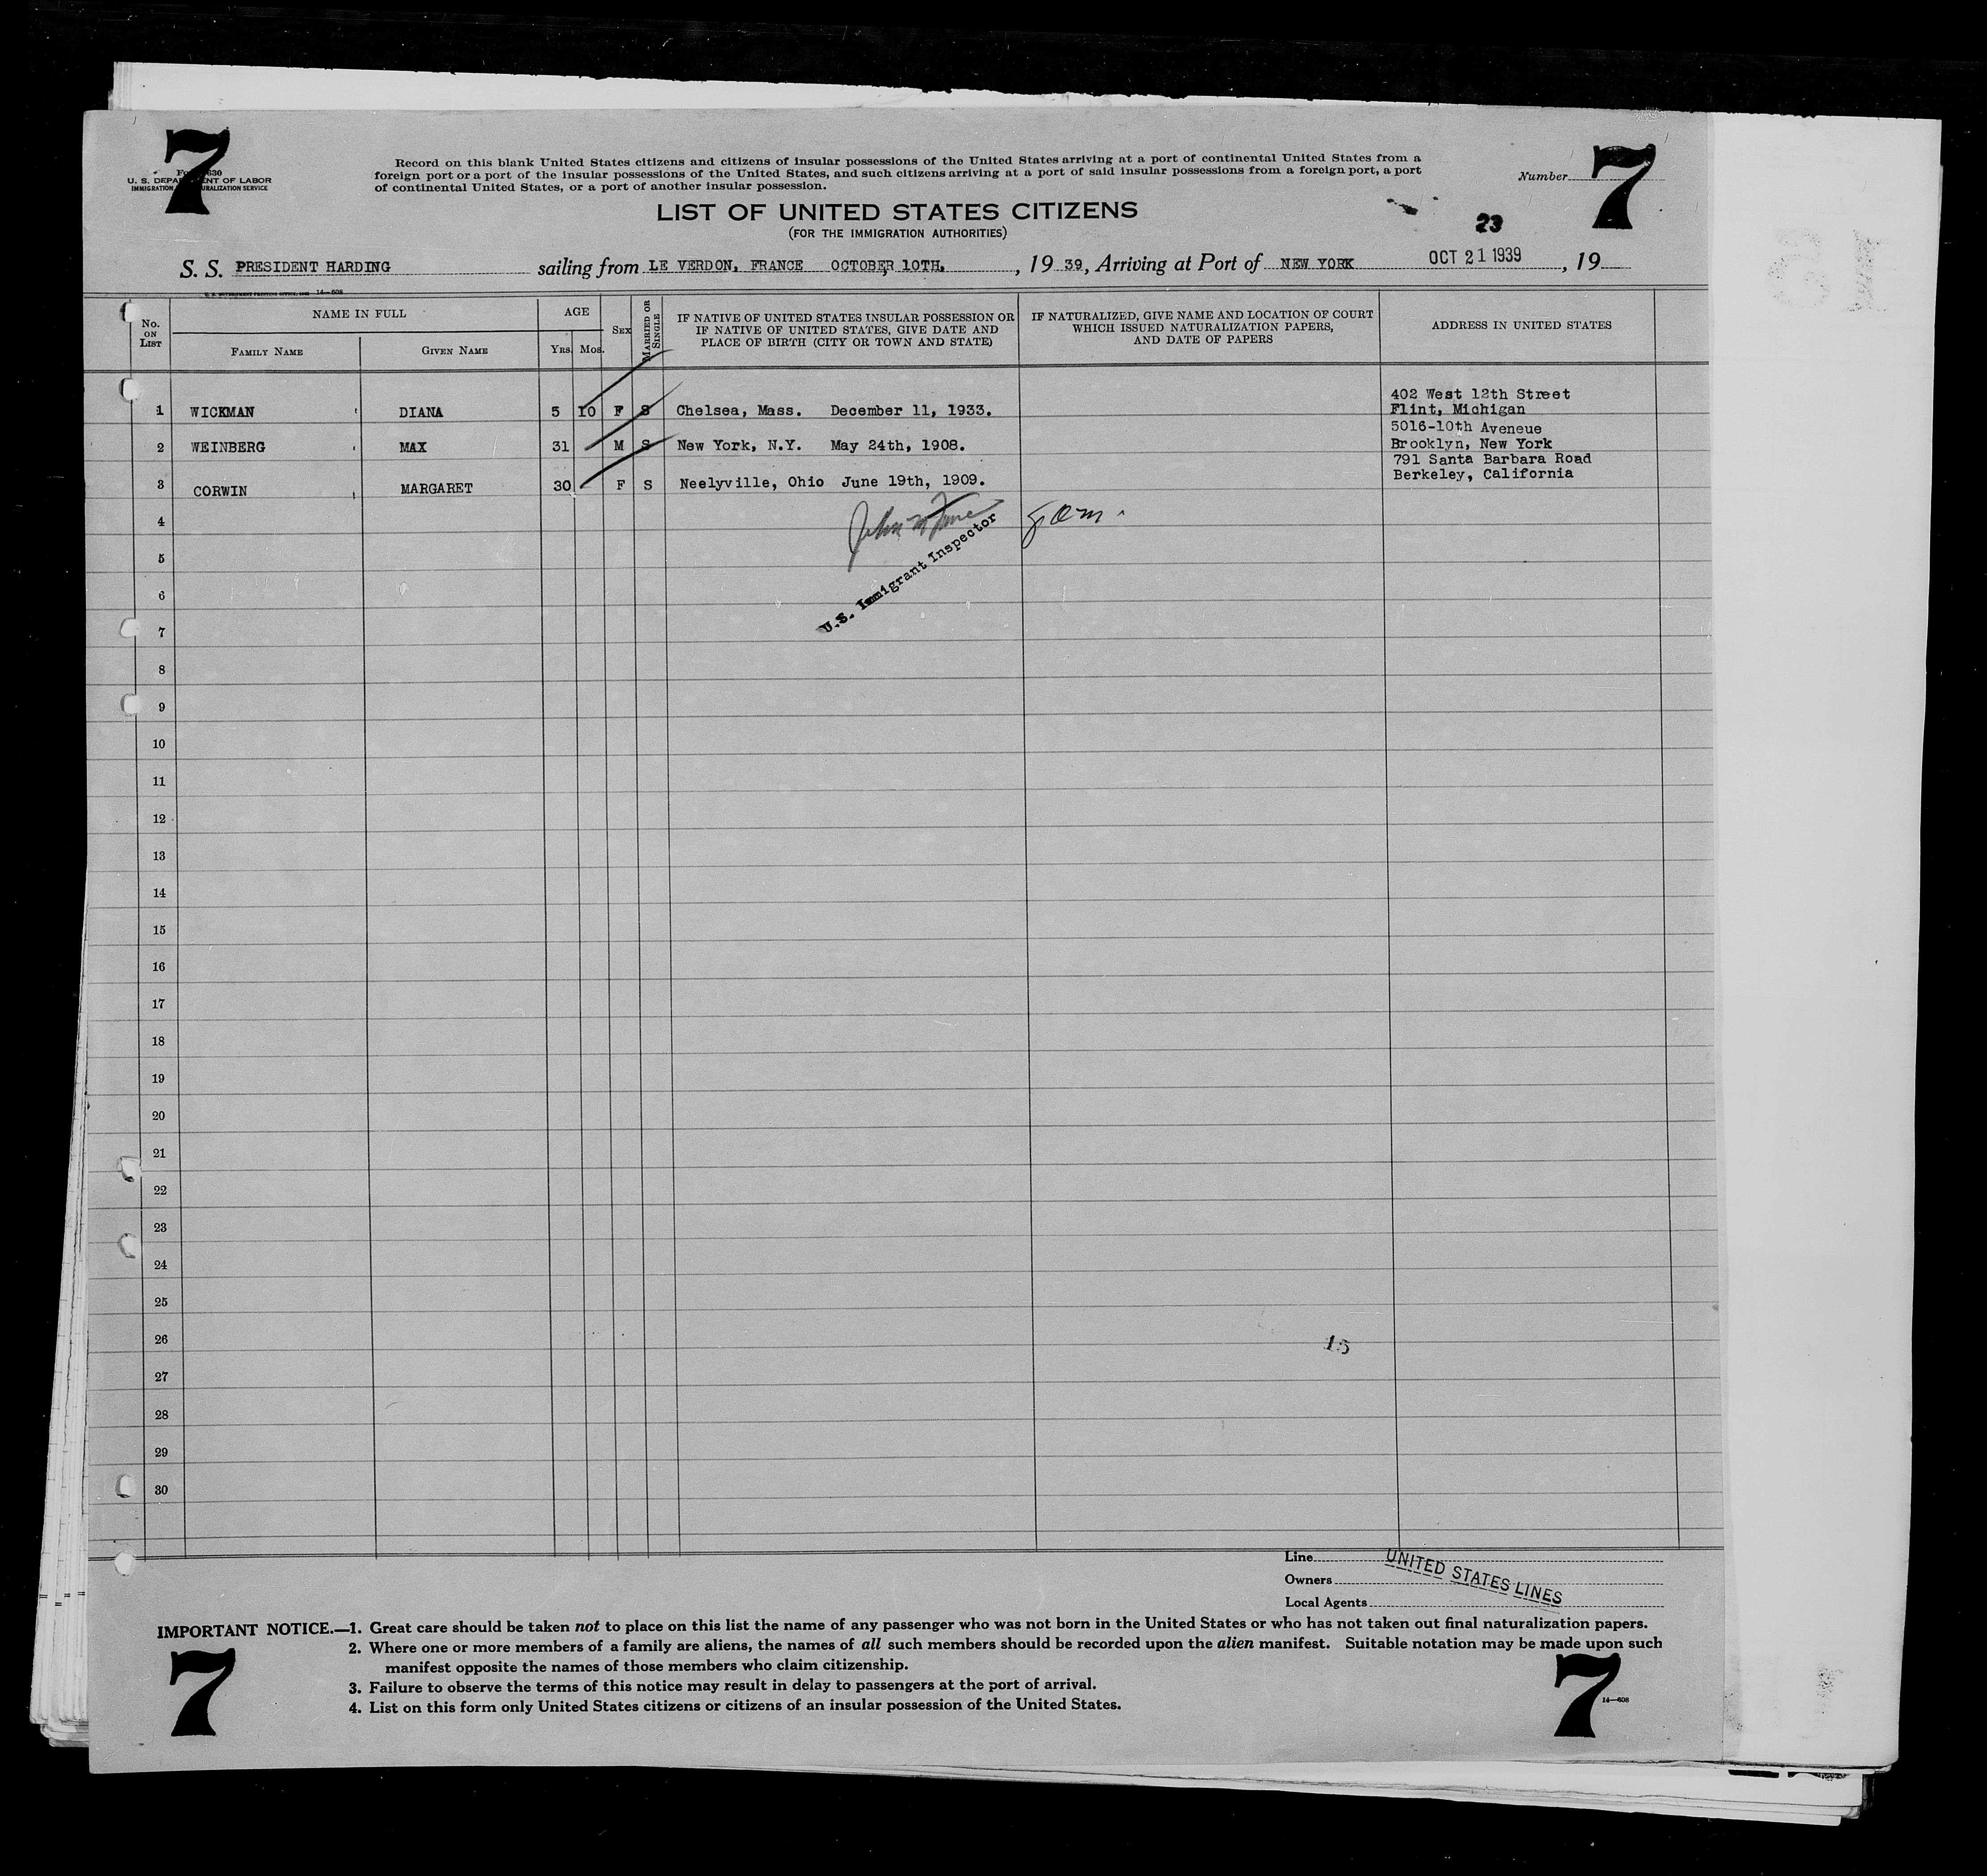 7 7
Form 630
U. S. DEPARTMENT OF LABOR
IMMIGRATION NATURALIZATION SERVICE
Record on this blank United States citizens and citizens of insular possessions of the United States arriving at a port of continental United States from a
foreign port or a port of the insular possessions of the United States, and such citizens arriving at a port of said insular possessions from a foreign port, a port
of continental United States, or a port of another insular possession.
Number
LIST OF UNITED STATES CITIZENS
(FOR THE IMMIGRATION AUTHORITIES)
23
S. S. PRESIDENT HARDING sailing from LE VERDON, FRANCE OCTOBER 10TH, , 19 39, Arriving at Port of NEW YORK OCT 21 1939 , 19
14—608
No. ON LIST
NAME IN FULL
FAMILY NAME
GIVEN NAME
AGE
YRS. MOS.
SEX
MARRIED OR SINGLE
IF NATIVE OF UNITED STATES INSULAR POSSESSION OR
IF NATIVE OF UNITED STATES, GIVE DATE AND
PLACE OF BIRTH (CITY OR TOWN AND STATE)
IF NATURALIZED, GIVE NAME AND LOCATION OF COURT
WHICH ISSUED NATURALIZATION PAPERS,
AND DATE OF PAPERS
ADDRESS IN UNITED STATES
1 WICKMAN DIANA 5 10 F S Chelsea, Mass. December 11, 1933. 402 West 12th Street
Flint, Michigan
2 WEINBERG MAX 31 M S New York, N.Y. May 24th, 1908. 5016-10th Aveneue
Brooklyn, New York
3 CORWIN MARGARET 30 F S Neelyville, Ohio June 19th, 1909. 791 Santa Barbara Road
Berkeley, California
4
John
U.S. Immigrant Inspector
5
6
7
8
9
10
11
12
13
14
15
16
17
18
19
20
21
22
23
24
25
26
15
27
28
29
30
Line
Owners
Local Agents
UNITED STATES LINES
IMPORTANT NOTICE.—1. Great care should be taken not to place on this list the name of any passenger who was not born in the United States or who has not taken out final naturalization papers.
2. Where one or more members of a family are aliens, the names of all such members should be recorded upon the alien manifest. Suitable notation may be made upon such
manifest opposite the names of those members who claim citizenship.
3. Failure to observe the terms of this notice may result in delay to passengers at the port of arrival.
4. List on this form only United States citizens or citizens of an insular possession of the United States.
7 7
14—608